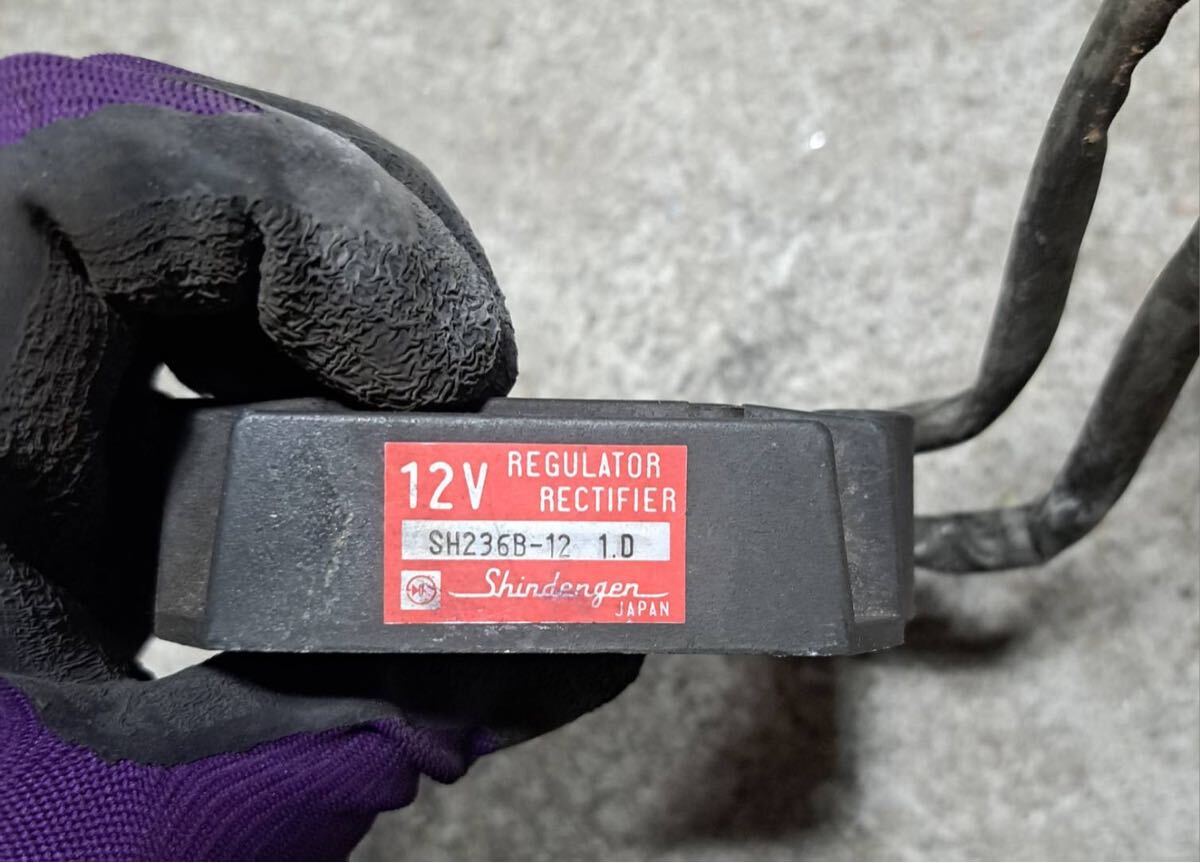 12V REGULATOR
RECTIFIER
SH236B-12 1.D
Shindengen
JAPAN